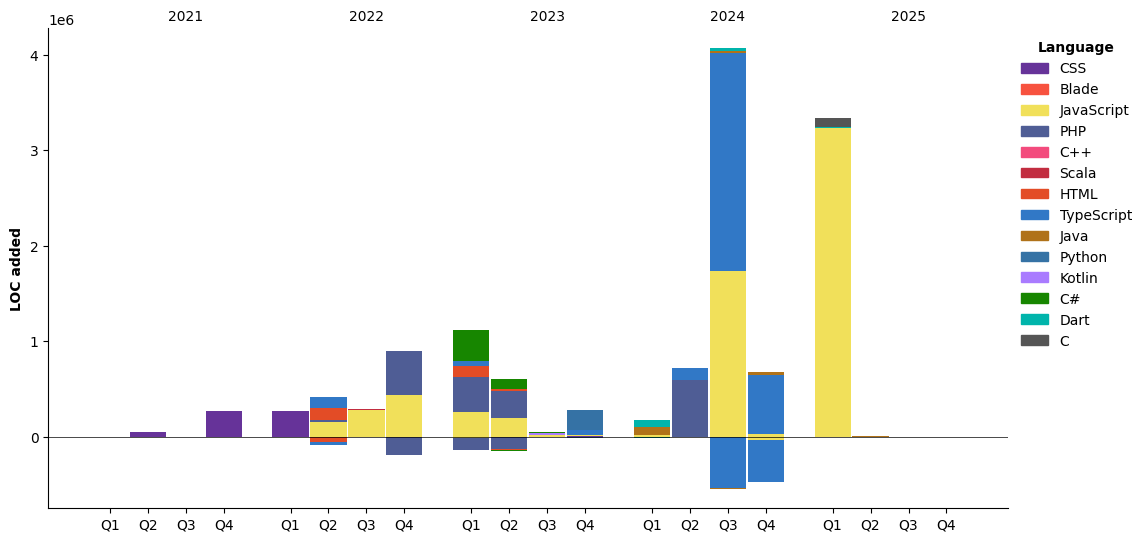 1e6
2021 2022 2023 2024 2025
LOC added
4
3
2
1
0
Q1 Q2 Q3 Q4 Q1 Q2 Q3 Q4 Q1 Q2 Q3 Q4 Q1 Q2 Q3 Q4 Q1 Q2 Q3 Q4
Language
CSS
Blade
JavaScript
PHP
C++
Scala
HTML
TypeScript
Java
Python
Kotlin
C#
Dart
C